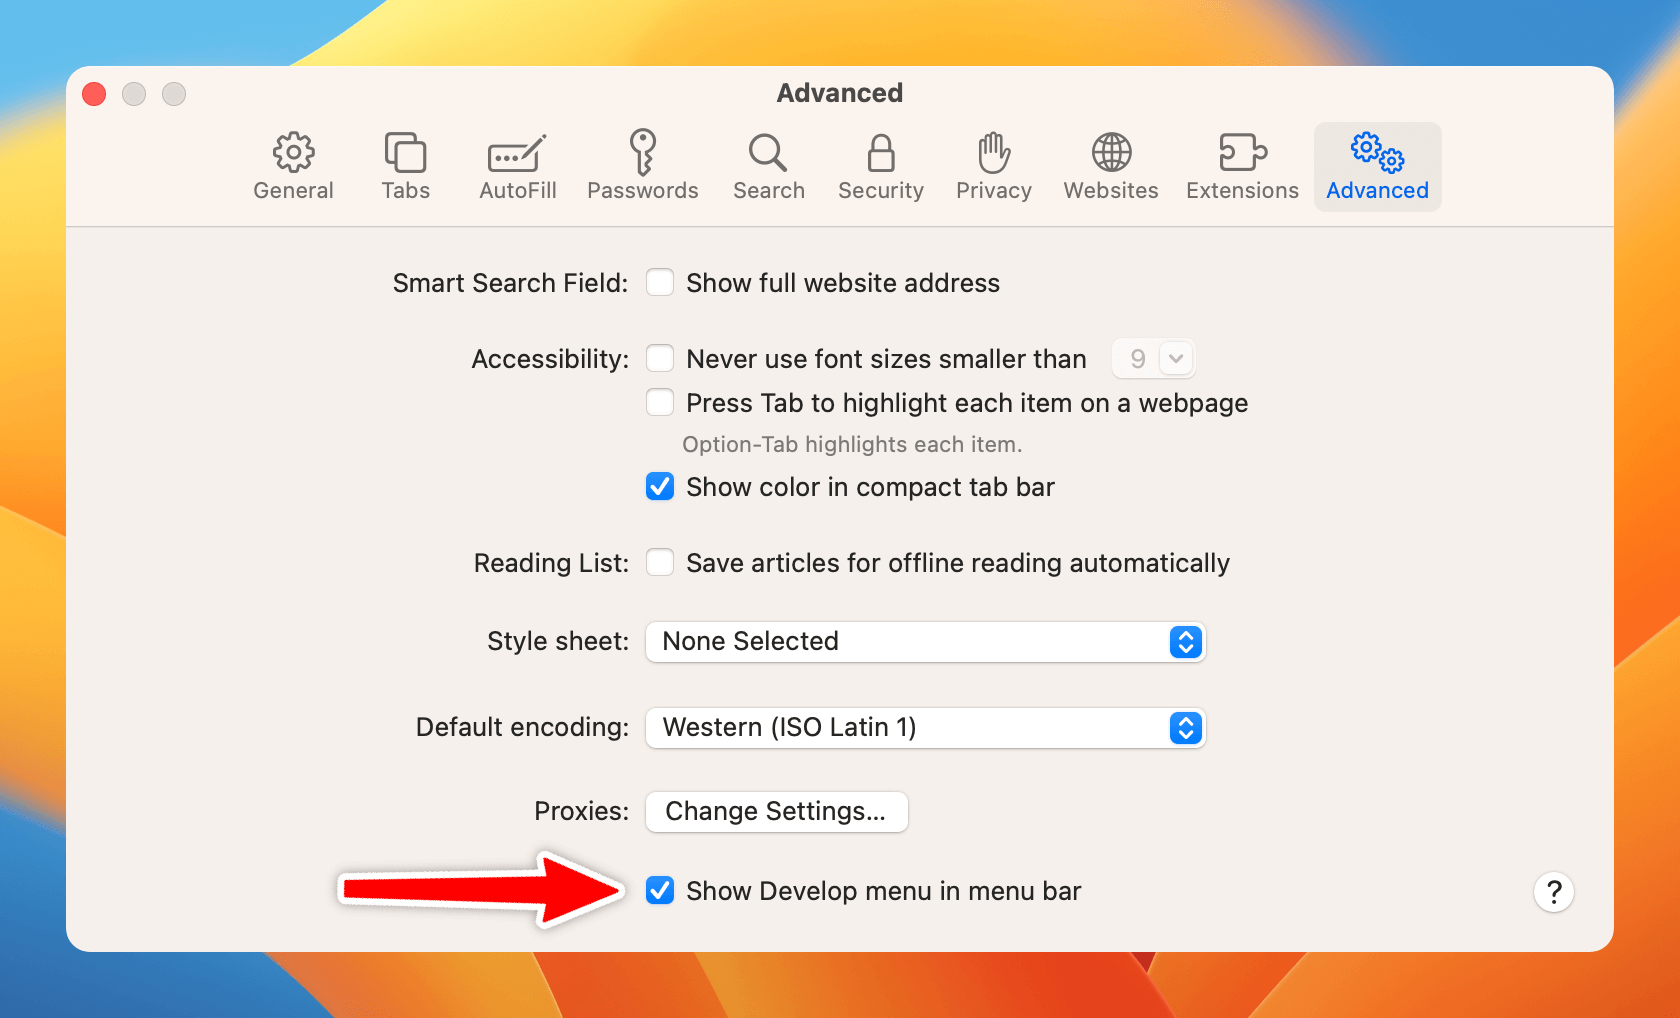 Advanced
General Tabs AutoFill Passwords Search Security Privacy Websites Extensions Advanced
Smart Search Field: Show full website address
Accessibility: Never use font sizes smaller than 9
Press Tab to highlight each item on a webpage
Option-Tab highlights each item.
Show color in compact tab bar
Reading List: Save articles for offline reading automatically
Style sheet: None Selected
Default encoding: Western (ISO Latin 1)
Proxies: Change Settings...
Show Develop menu in menu bar ?